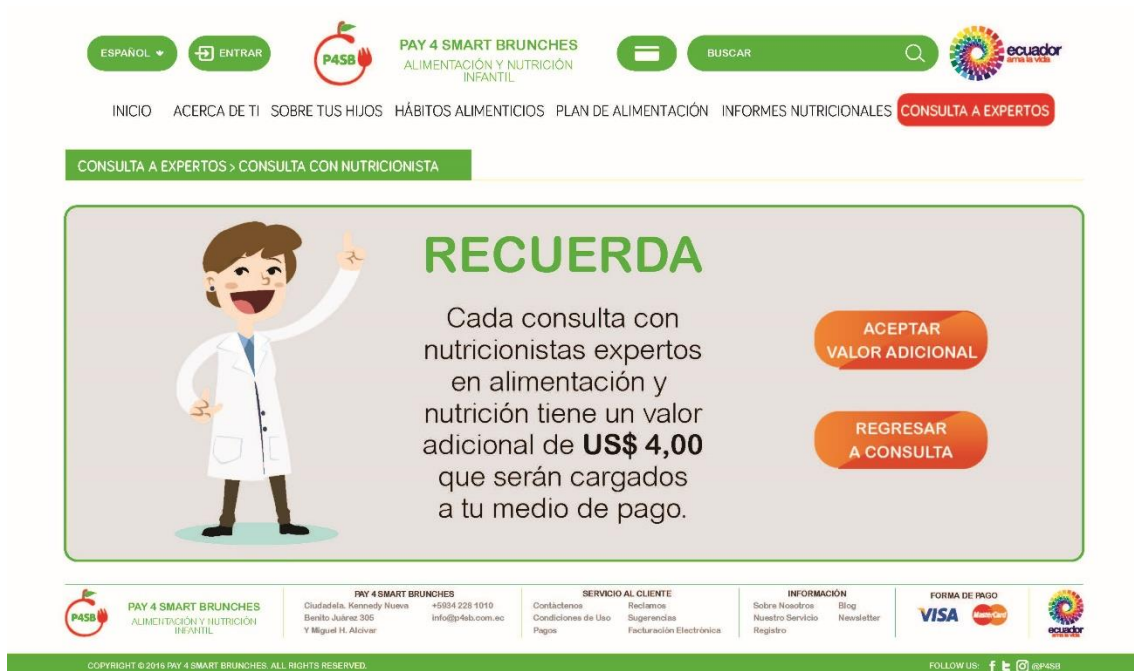 ESPAÑOL
ENTRAR
P4SB
PAY 4 SMART BRUNCHES
ALIMENTACIÓN Y NUTRICIÓN
INFANTIL
BUSCAR
ecuador
ama la vida
INICIO ACERCA DE TI SOBRE TUS HIJOS HÁBITOS ALIMENTICIOS PLAN DE ALIMENTACIÓN INFORMES NUTRICIONALES CONSULTA A EXPERTOS
CONSULTA A EXPERTOS > CONSULTA CON NUTRICIONISTA
RECUERDA
Cada consulta con
nutricionistas expertos
en alimentación y
nutrición tiene un valor
adicional de US$ 4,00
que serán cargados
a tu medio de pago.
ACEPTAR
VALOR ADICIONAL
REGRESAR
A CONSULTA
P4SB
PAY 4 SMART BRUNCHES
ALIMENTACIÓN Y NUTRICIÓN
INFANTIL
PAY 4 SMART BRUNCHES
Ciudadela. Kennedy Nueva +5934 228 1010
Benito Juárez 305 info@p4sb.com.ec
Y Miguel H. Alcivar
SERVICIO AL CLIENTE
Contáctenos Reclamos
Condiciones de Uso Sugerencias
Pagos Facturación Electrónica
INFORMACIÓN
Sobre Nosotros Blog
Nuestro Servicio Newsletter
Registro
FORMA DE PAGO
VISA MasterCard
ecuador
COPYRIGHT © 2015 PAY 4 SMART BRUNCHES. ALL RIGHTS RESERVED.
FOLLOW US: @P4SB